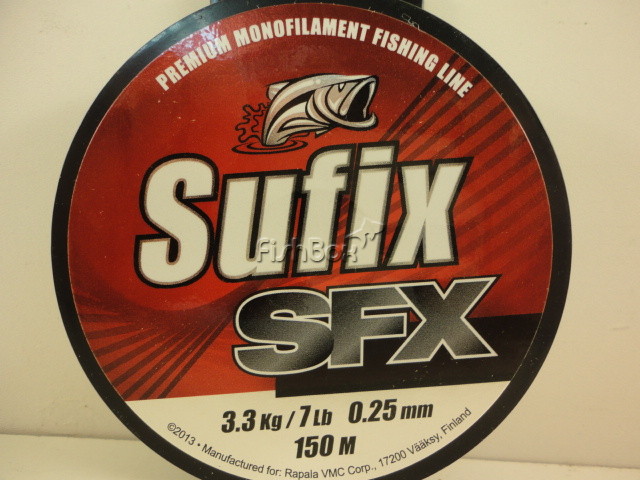 PREMIUM MONOFILAMENT FISHING LINE
Sufix
FishBox
SFX
3.3 Kg / 7 Lb 0.25 mm
150 M
©2013 • Manufactured for: Rapala VMC Corp., 17200 Vääksy, Finland